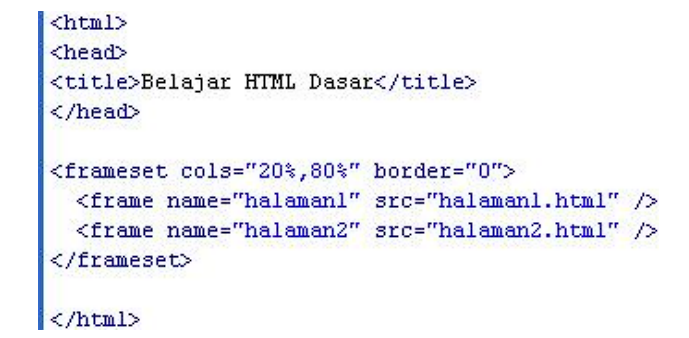 <html>
<head>
<title>Belajar HTML Dasar</title>
</head>
<frameset cols="20%,80%" border="0">
<frame name="halaman1" src="halaman1.html" />
<frame name="halaman2" src="halaman2.html" />
</frameset>
</html>